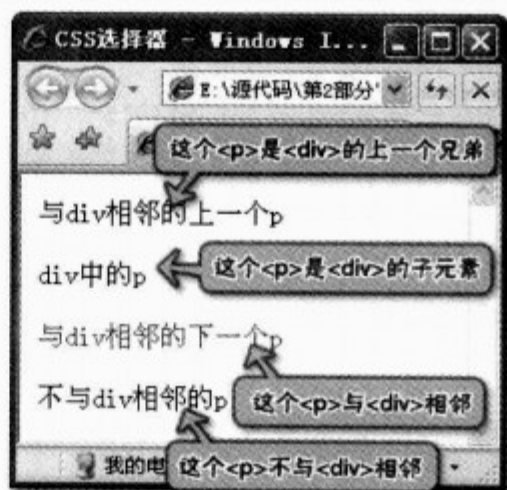 CSS选择器 - Windows I...
E:\源代码\第2部分
这个<p>是<div>的上一个兄弟
与div相邻的上一个p
div中的p
这个<p>是<div>的子元素
与div相邻的下一个p
不与div相邻的p
这个<p>与<div>相邻
我的电
这个<p>不与<div>相邻